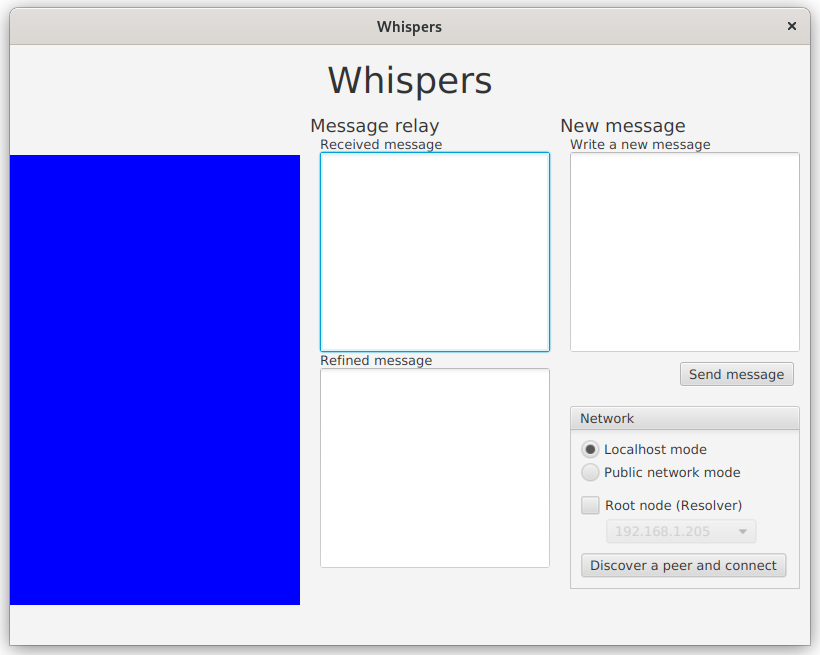 Whispers
Whispers
Message relay
Received message
Refined message
New message
Write a new message
Send message
Network
Localhost mode
Public network mode
Root node (Resolver)
192.168.1.205
Discover a peer and connect